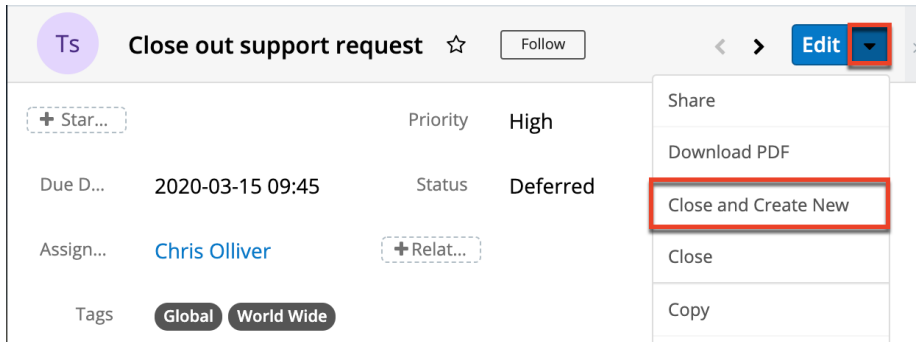 Ts Close out support request Follow Edit
Share
+ Star... Priority High
Download PDF
Due D... 2020-03-15 09:45 Status Deferred
Close and Create New
Assign... Chris Olliver + Relat...
Close
Tags Global World Wide
Copy